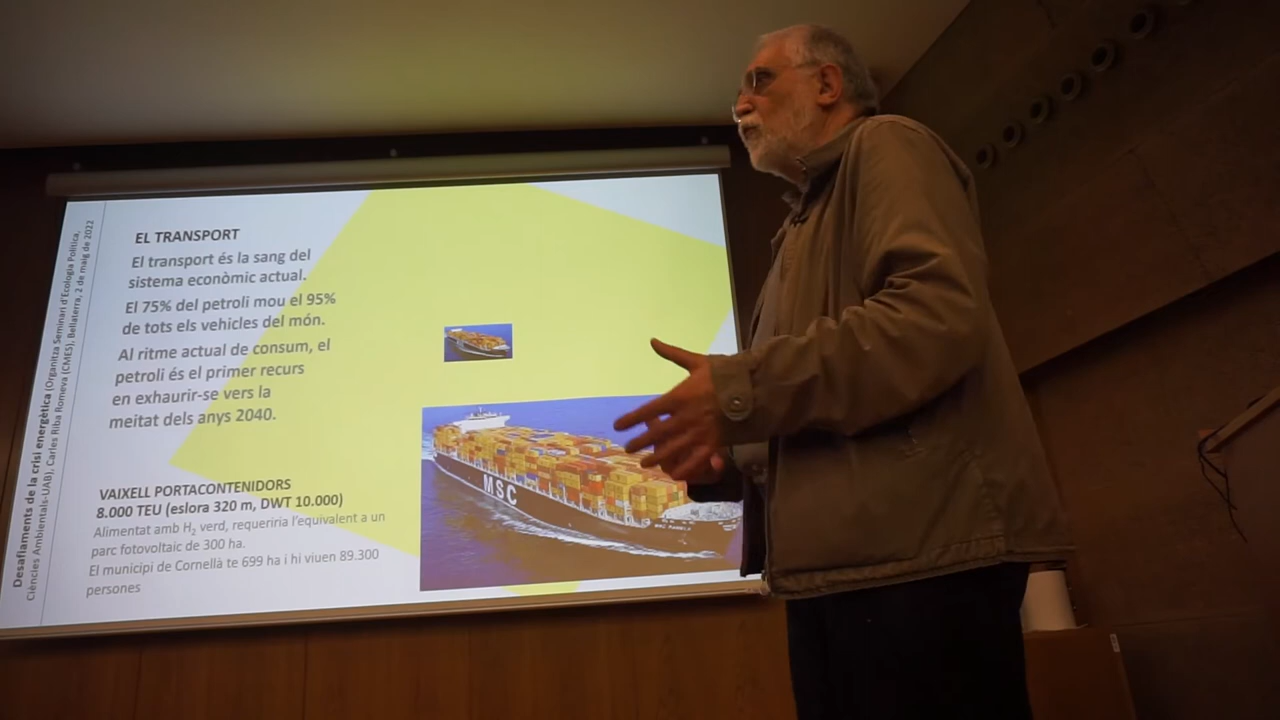 Desafiaments de la crisi energètica (Organitza Seminari d'Ecologia Política,
Ciències Ambientals-UAB), Carles Riba Romeva (CMES), Bellaterra, 2 de maig de 2022
EL TRANSPORT
El transport és la sang del
sistema econòmic actual.
El 75% del petroli mou el 95%
de tots els vehicles del món.
Al ritme actual de consum, el
petroli és el primer recurs
en exhaurir-se vers la
meitat dels anys 2040.
VAIXELL PORTACONTENIDORS
8.000 TEU (eslora 320 m, DWT 10.000)
Alimentat amb H₂ verd, requeriria l'equivalent a un
parc fotovoltaic de 300 ha.
El municipi de Cornellà te 699 ha i hi viuen 89.300
persones
MSC